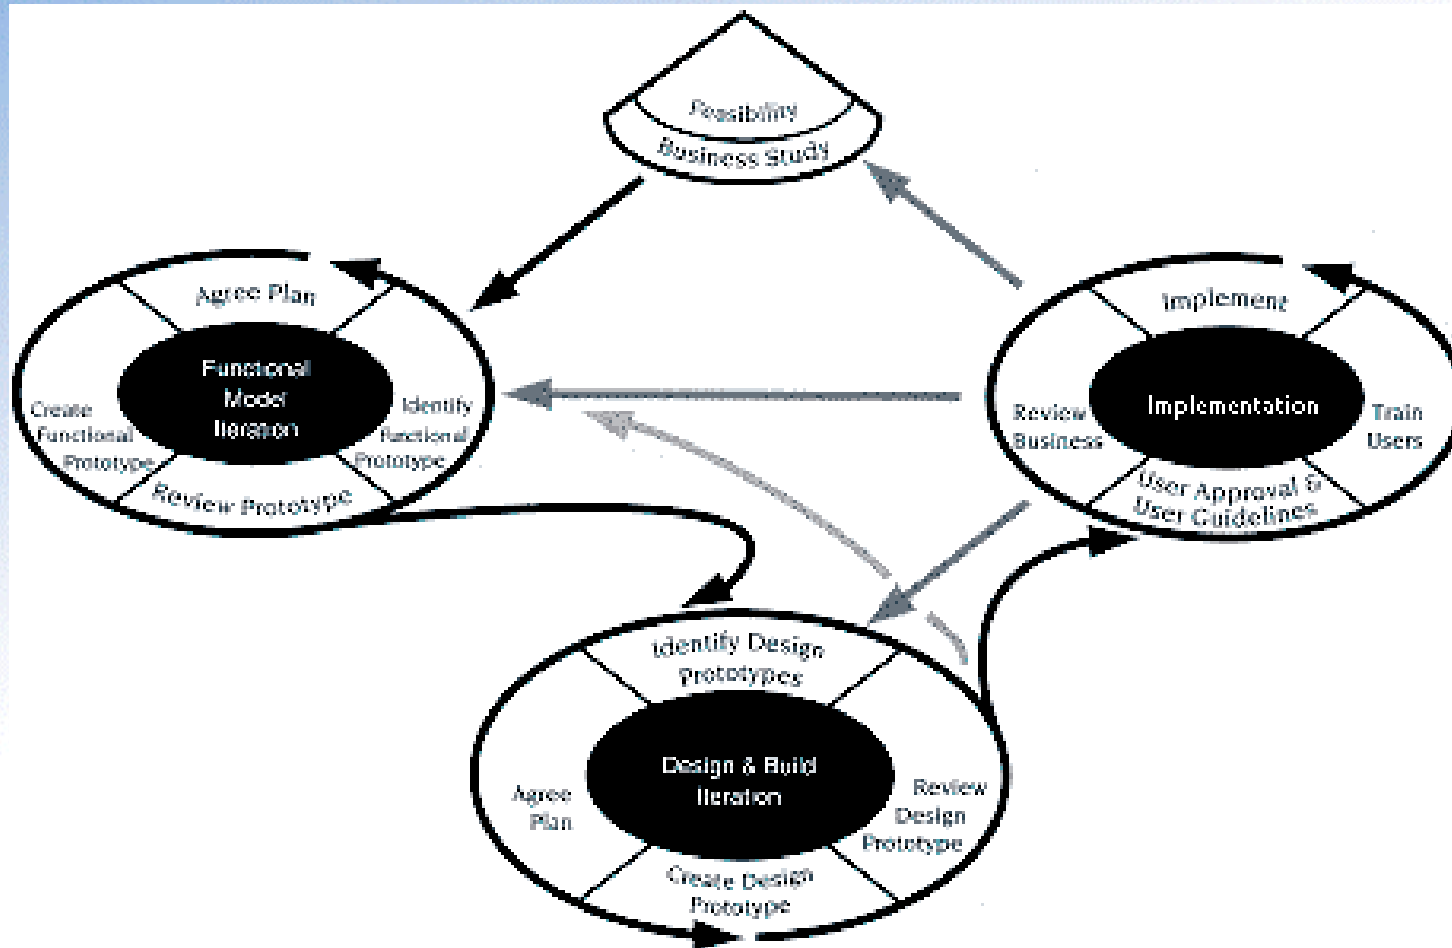 Feasibility
Business Study
Agree Plan
Functional
Model
Iteration
Create
Functional
Prototype
Identify
functional
Prototype
Review Prototype
Implement
Implementation
Review
Business
Train
Users
User Approval &
User Guidelines
Identify Design
Prototypes
Design & Build
Iteration
Agree
Plan
Review
Design
Prototype
Create Design
Prototype